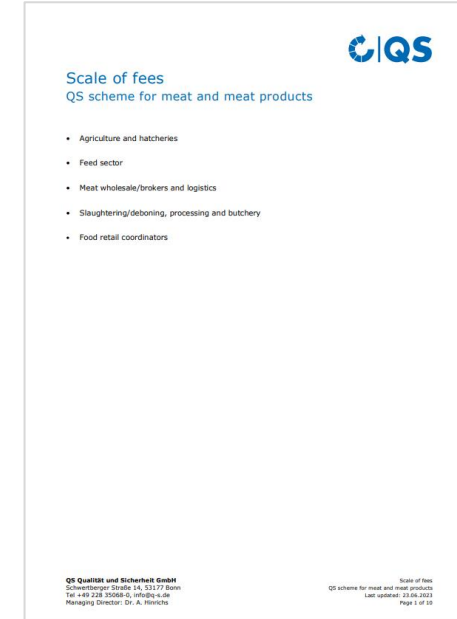 QS
Scale of fees
QS scheme for meat and meat products
• Agriculture and hatcheries
• Feed sector
• Meat wholesale/brokers and logistics
• Slaughtering/deboning, processing and butchery
• Food retail coordinators
QS Qualität und Sicherheit GmbH
Schwertberger Straße 14, 53177 Bonn
Tel +49 228 35068-0, info@q-s.de
Managing Director: Dr. A. Hinrichs
Scale of fees
QS scheme for meat and meat products
Last updated: 23.06.2023
Page 1 of 10